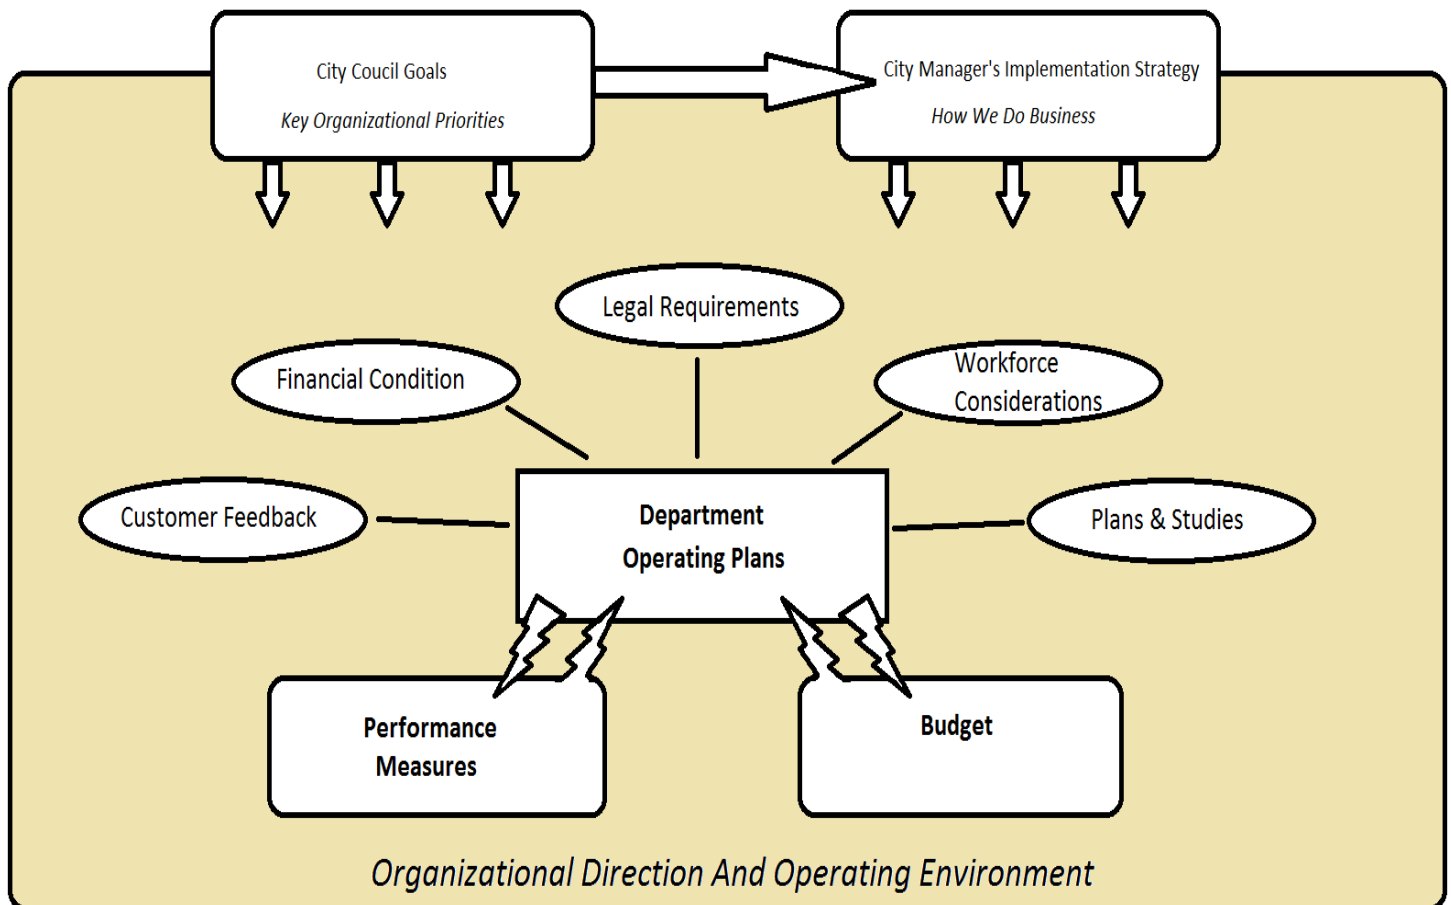 City Coucil Goals
Key Organizational Priorities
City Manager's Implementation Strategy
How We Do Business
Legal Requirements
Financial Condition
Workforce
Considerations
Customer Feedback
Department
Operating Plans
Plans & Studies
Performance
Measures
Budget
Organizational Direction And Operating Environment